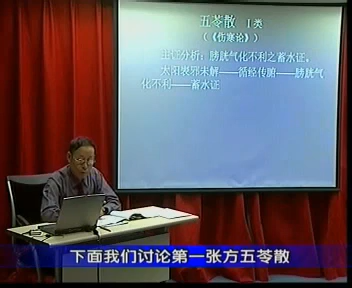 五苓散 I类
（《伤寒论》）
主证分析：膀胱气化不利之蓄水证。
太阳表邪未解——循经传腑——膀胱气
化不利——蓄水证
下面我们讨论第一张方五苓散